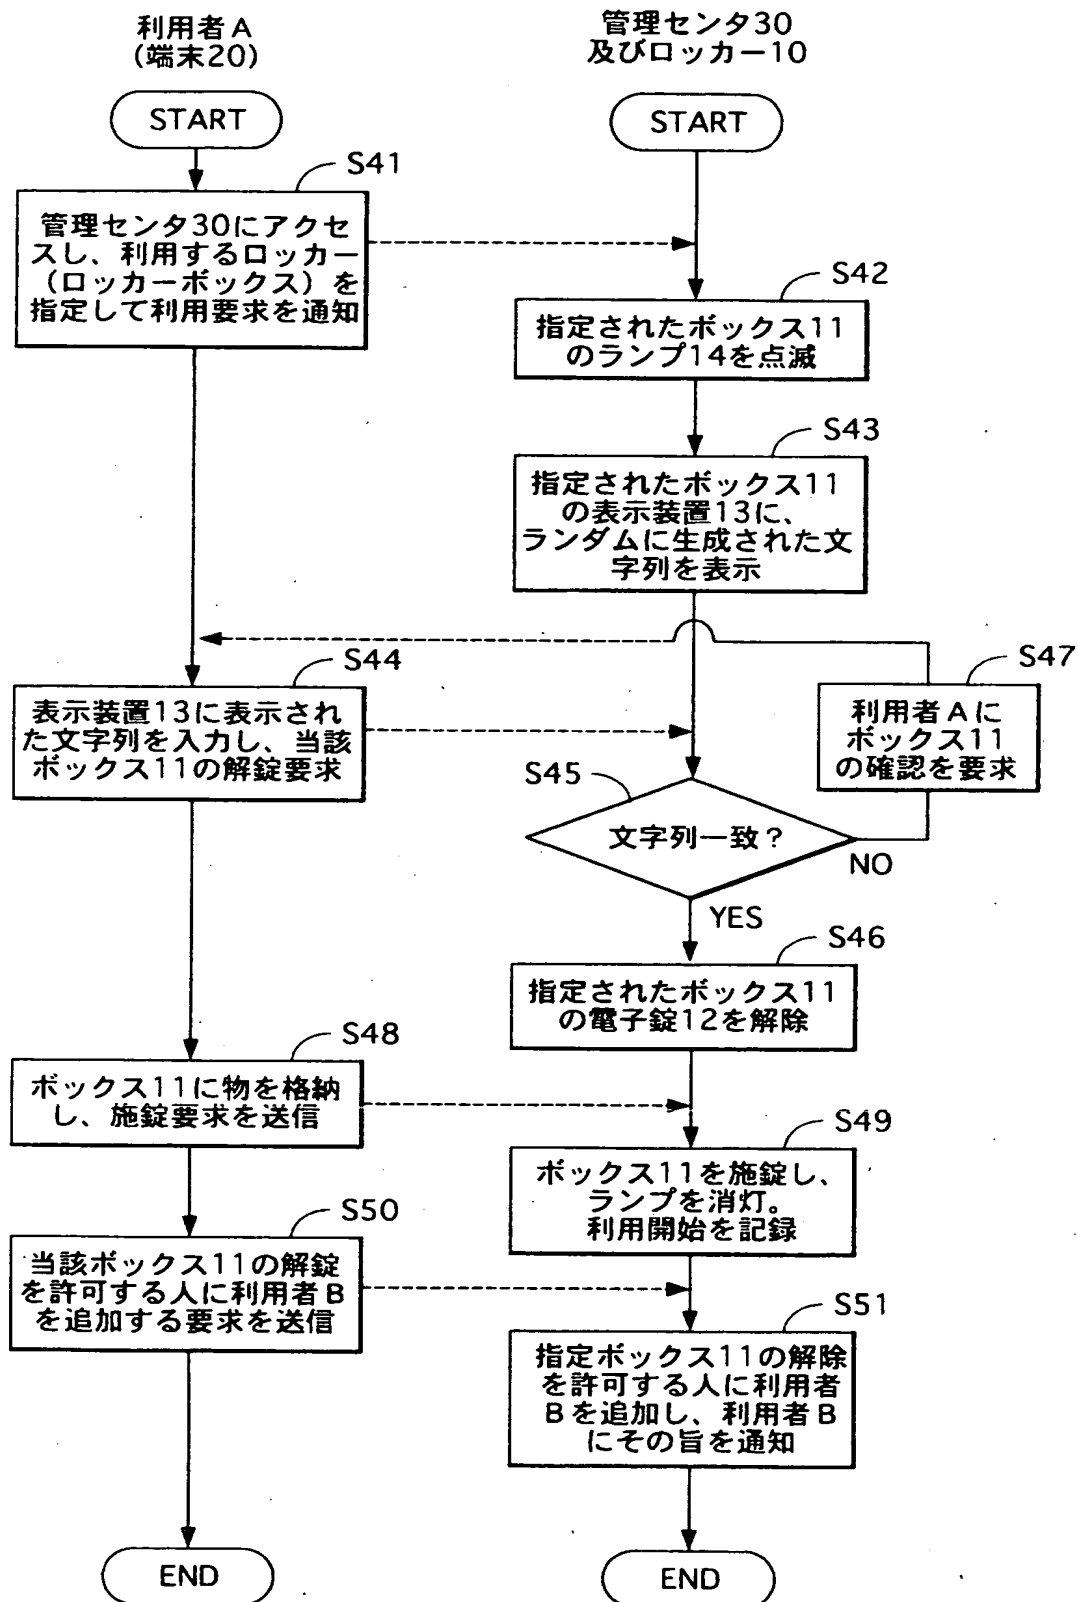 利用者A
(端末20)
管理センタ30
及びロッカー10
START
START
S41
管理センタ30にアクセ
スし、利用するロッカー
(ロッカーボックス)を
指定して利用要求を通知
S42
指定されたボックス11
のランプ14を点滅
S43
指定されたボックス11
の表示装置13に、
ランダムに生成された文
字列を表示
S44
表示装置13に表示され
た文字列を入力し、当該
ボックス11の解錠要求
S47
利用者Aに
ボックス11
の確認を要求
S45
文字列一致?
NO
YES
S46
指定されたボックス11
の電子錠12を解除
S48
ボックス11に物を格納
し、施錠要求を送信
S49
ボックス11を施錠し、
ランプを消灯。
利用開始を記録
S50
当該ボックス11の解錠
を許可する人に利用者B
を追加する要求を送信
S51
指定ボックス11の解除
を許可する人に利用者
Bを追加し、利用者B
にその旨を通知
END
END